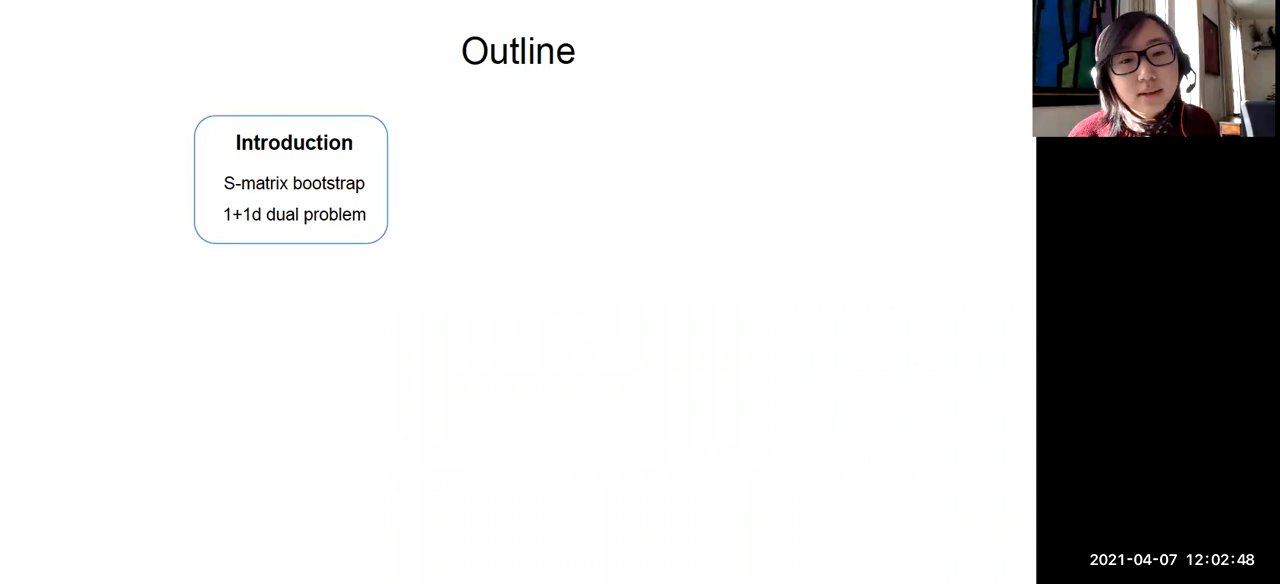 Outline
Introduction
S-matrix bootstrap
1+1d dual problem
2021-04-07 12:02:48